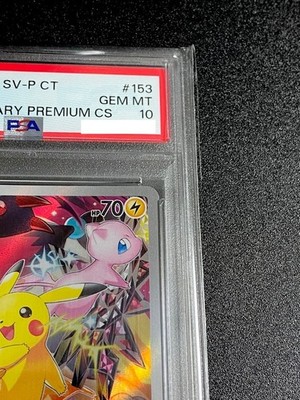 SV-P CT #153
GEM MT
ARY PREMIUM CS 10
PSA
HP70